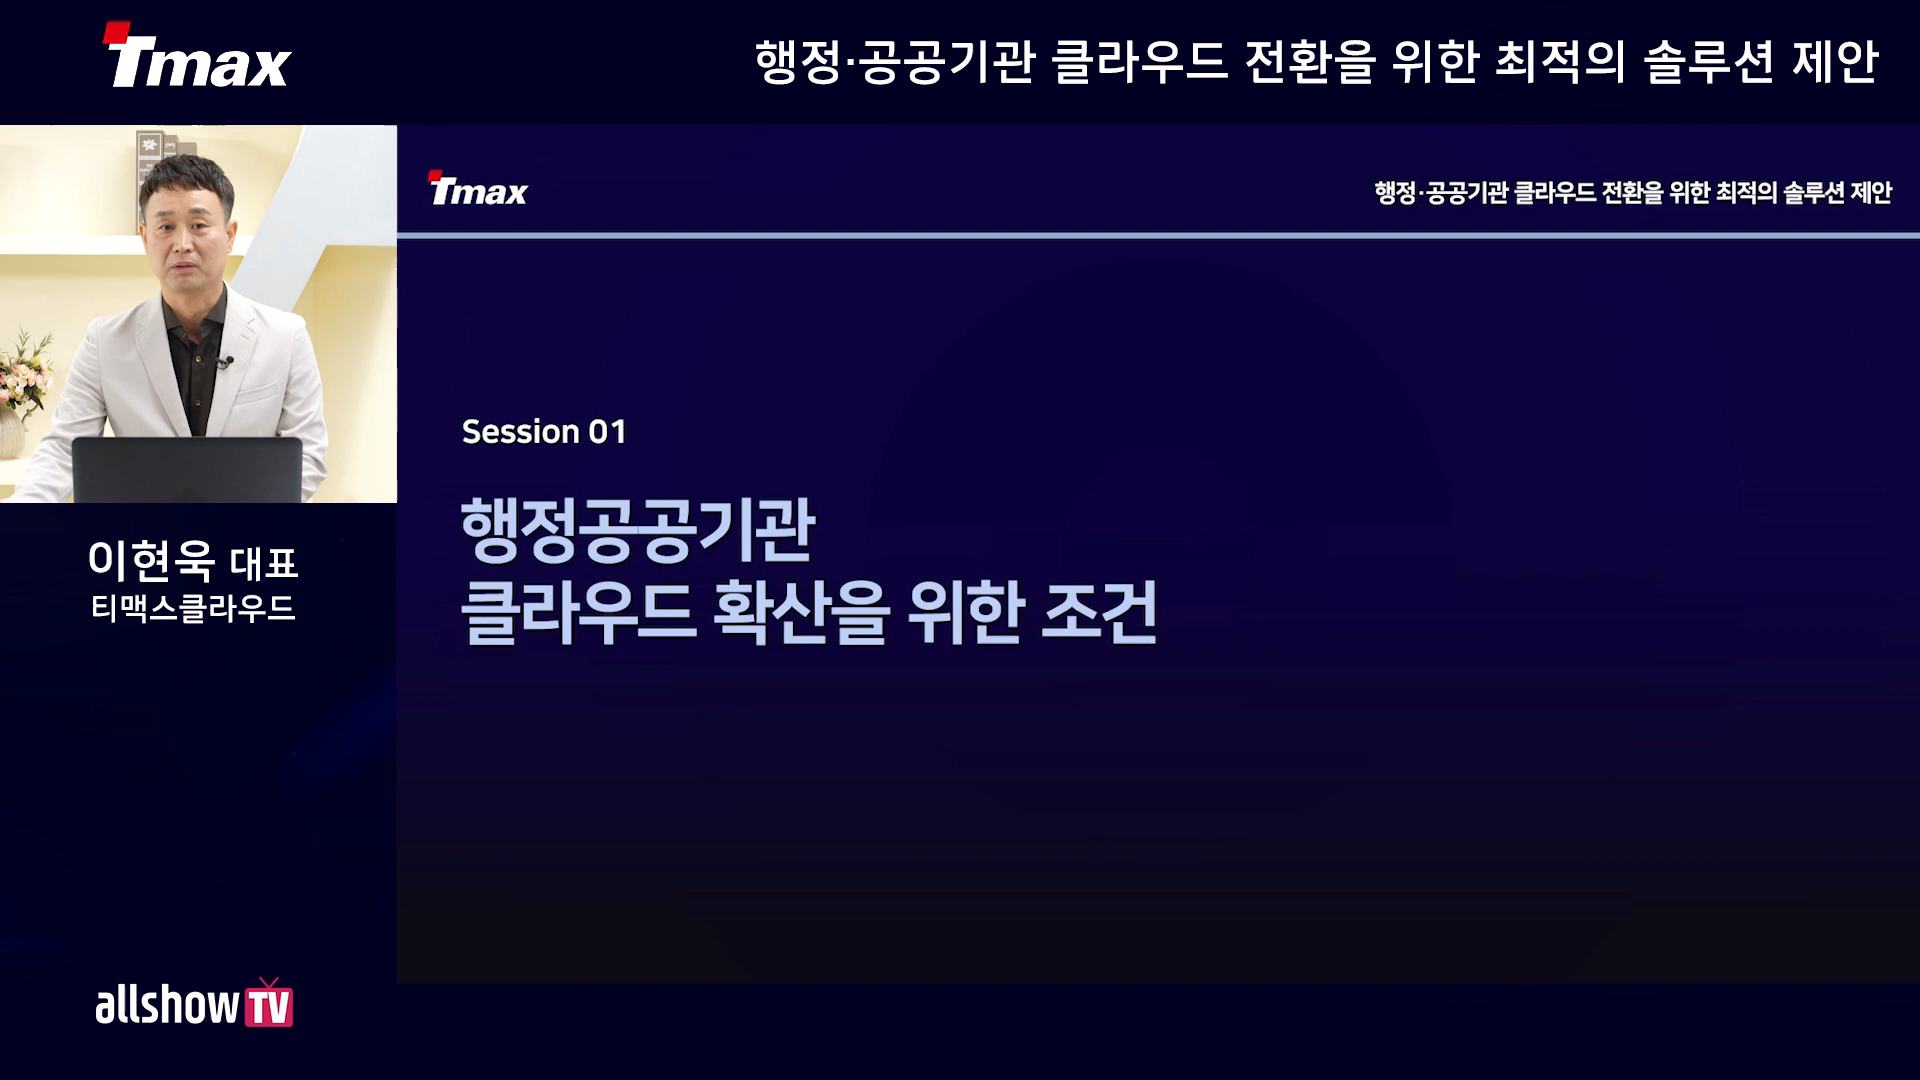 Tmax
행정·공공기관 클라우드 전환을 위한 최적의 솔루션 제안
Tmax
행정·공공기관 클라우드 전환을 위한 최적의 솔루션 제안
Session 01
행정공공기관
클라우드 확산을 위한 조건
이현욱 대표
티맥스클라우드
allshow TV